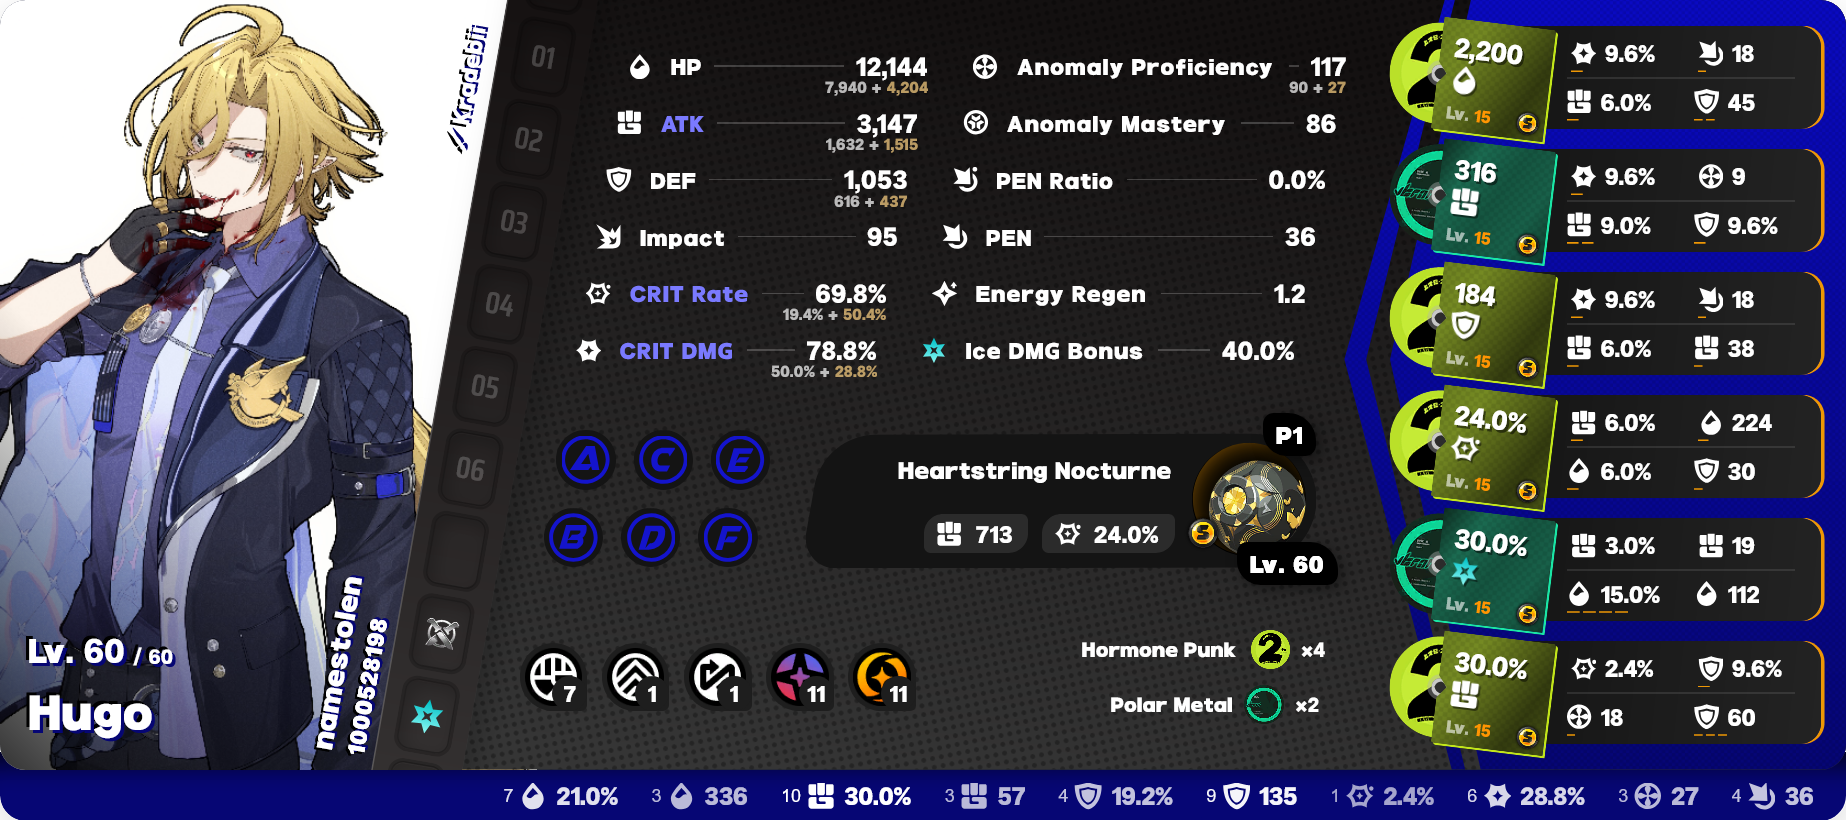 Kradebii
Lv. 60 / 60
Hugo
namestolen
1000528198
01
02
03
04
05
06
HP 12,144
7,940 + 4,204
ATK 3,147
1,632 + 1,515
DEF 1,053
616 + 437
Impact 95
CRIT Rate 69.8%
19.4% + 50.4%
CRIT DMG 78.8%
50.0% + 28.8%
Anomaly Proficiency 117
90 + 27
Anomaly Mastery 86
PEN Ratio 0.0%
PEN 36
Energy Regen 1.2
Ice DMG Bonus 40.0%
A C E
B D F
7 1 1 11 11
P1
Heartstring Nocturne
713 24.0%
S
Lv. 60
Hormone Punk 2 ×4
Polar Metal ×2
2,200
Lv. 15 S
9.6% 18
6.0% 45
316
Lv. 15 S
9.6% 9
9.0% 9.6%
184
Lv. 15 S
9.6% 18
6.0% 38
24.0%
Lv. 15 S
6.0% 224
6.0% 30
30.0%
Lv. 15 S
3.0% 19
15.0% 112
30.0%
Lv. 15 S
2.4% 9.6%
18 60
7 21.0% 3 336 10 30.0% 3 57 4 19.2% 9 135 1 2.4% 6 28.8% 3 27 4 36